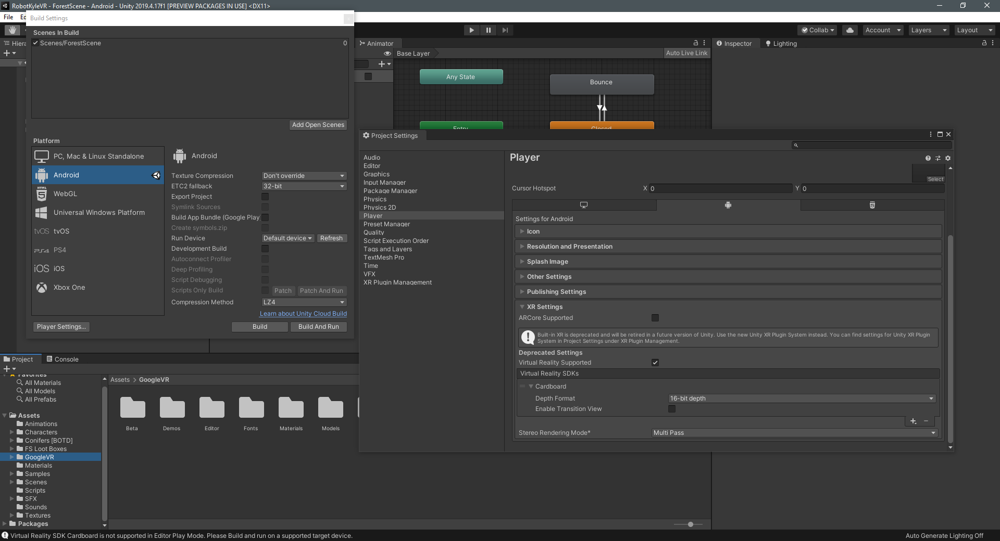 RobotKyleVR - ForestScene - Android - Unity 2019.4.17f1 [PREVIEW PACKAGES IN USE] <DX11>
File
Build Settings
Scenes In Build
Scenes/ForestScene 0
Add Open Scenes
Platform
PC, Mac & Linux Standalone
Android
HTML
WebGL
Universal Windows Platform
tvOS tvOS
PS4 PS4
iOS iOS
Xbox One
Player Settings...
Android
Texture Compression Don't override
ETC2 fallback 32-bit
Export Project
Symlink Sources
Build App Bundle (Google Play
Create symbols.zip
Run Device Default device Refresh
Development Build
Autoconnect Profiler
Deep Profiling
Script Debugging
Scripts Only Build Patch Patch And Run
Compression Method LZ4
Learn about Unity Cloud Build
Build Build And Run
Collab Account Layers Layout
Animator
Base Layer Auto Live Link
Any State
Bounce
Entry
Closed
Inspector Lighting
Project Settings
Audio
Editor
Graphics
Input Manager
Package Manager
Physics
Physics 2D
Player
Preset Manager
Quality
Script Execution Order
Tags and Layers
TextMesh Pro
Time
VFX
XR Plugin Management
Player
Select
Cursor Hotspot X 0 Y 0
Settings for Android
Icon
Resolution and Presentation
Splash Image
Other Settings
Publishing Settings
XR Settings
ARCore Supported
Built-in XR is deprecated and will be retired in a future version of Unity. Use the new Unity XR Plugin System instead. You can find settings for Unity XR Plugin
System in Project Settings under XR Plugin Management.
Deprecated Settings
Virtual Reality Supported
Virtual Reality SDKs
Cardboard
Depth Format 16-bit depth
Enable Transition View
Stereo Rendering Mode* Multi Pass
Project Console
Favorites
All Materials
All Models
All Prefabs
Assets
Animations
Characters
Conifers [BOTD]
FS Loot Boxes
GoogleVR
Materials
Samples
Scenes
Scripts
SFX
Sounds
Textures
Packages
Assets > GoogleVR
Beta Demos Editor Fonts Materials Models
Virtual Reality SDK Cardboard is not supported in Editor Play Mode. Please Build and run on a supported target device.
Auto Generate Lighting Off